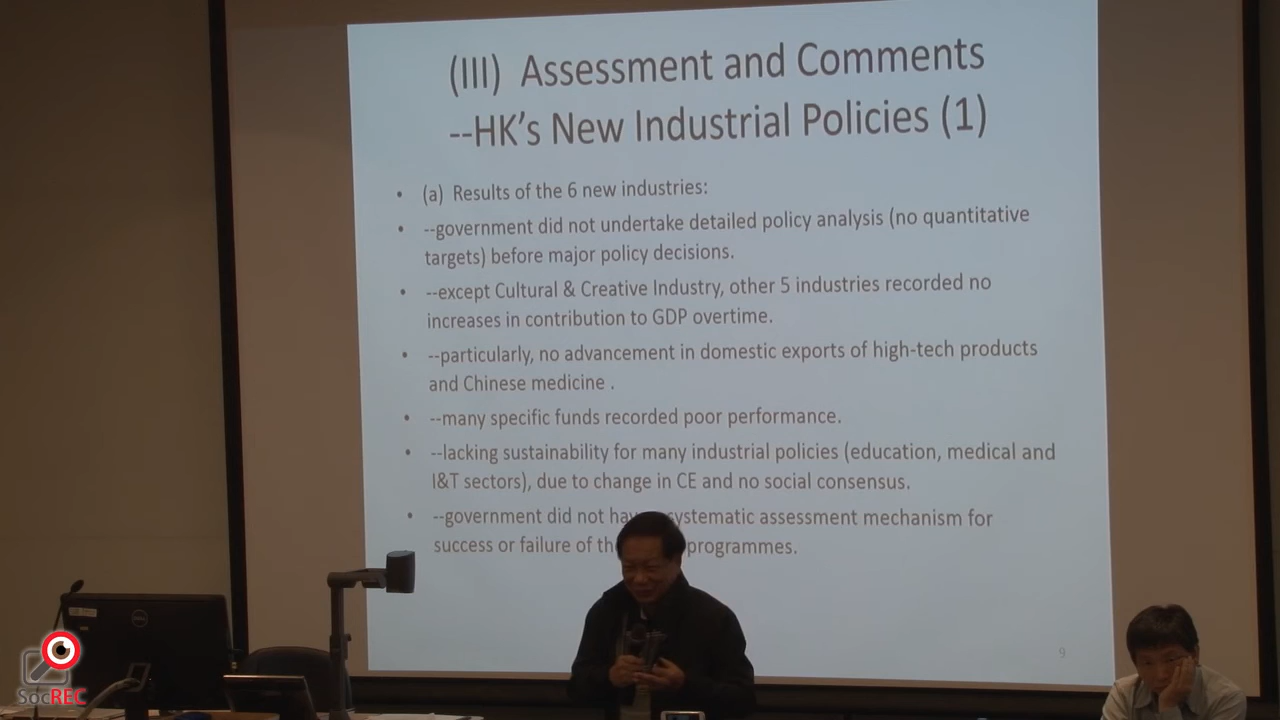 (III) Assessment and Comments
--HK's New Industrial Policies (1)
• (a) Results of the 6 new industries:
• --government did not undertake detailed policy analysis (no quantitative
targets) before major policy decisions.
• --except Cultural & Creative Industry, other 5 industries recorded no
increases in contribution to GDP overtime.
• --particularly, no advancement in domestic exports of high-tech products
and Chinese medicine .
• --many specific funds recorded poor performance.
• --lacking sustainability for many industrial policies (education, medical and
I&T sectors), due to change in CE and no social consensus.
• --government did not systematic assessment mechanism for
success or failure of programmes.
9
DELL
SocREC